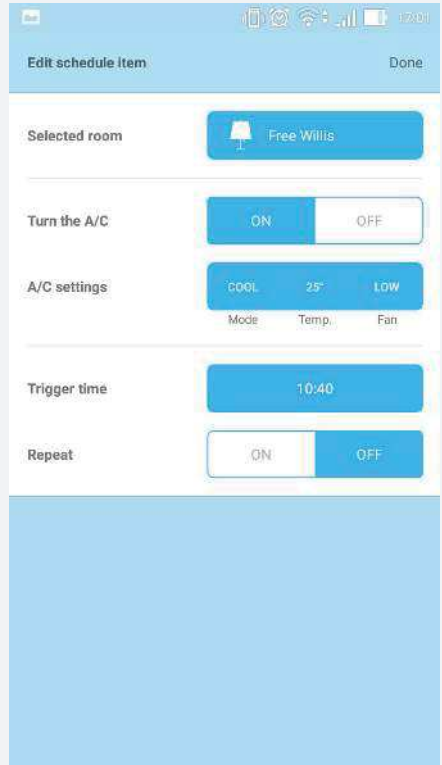 17:01
Edit schedule item Done
Selected room Free Willis
Turn the A/C ON OFF
A/C settings COOL 25° LOW
Mode Temp. Fan
Trigger time 10:40
Repeat ON OFF